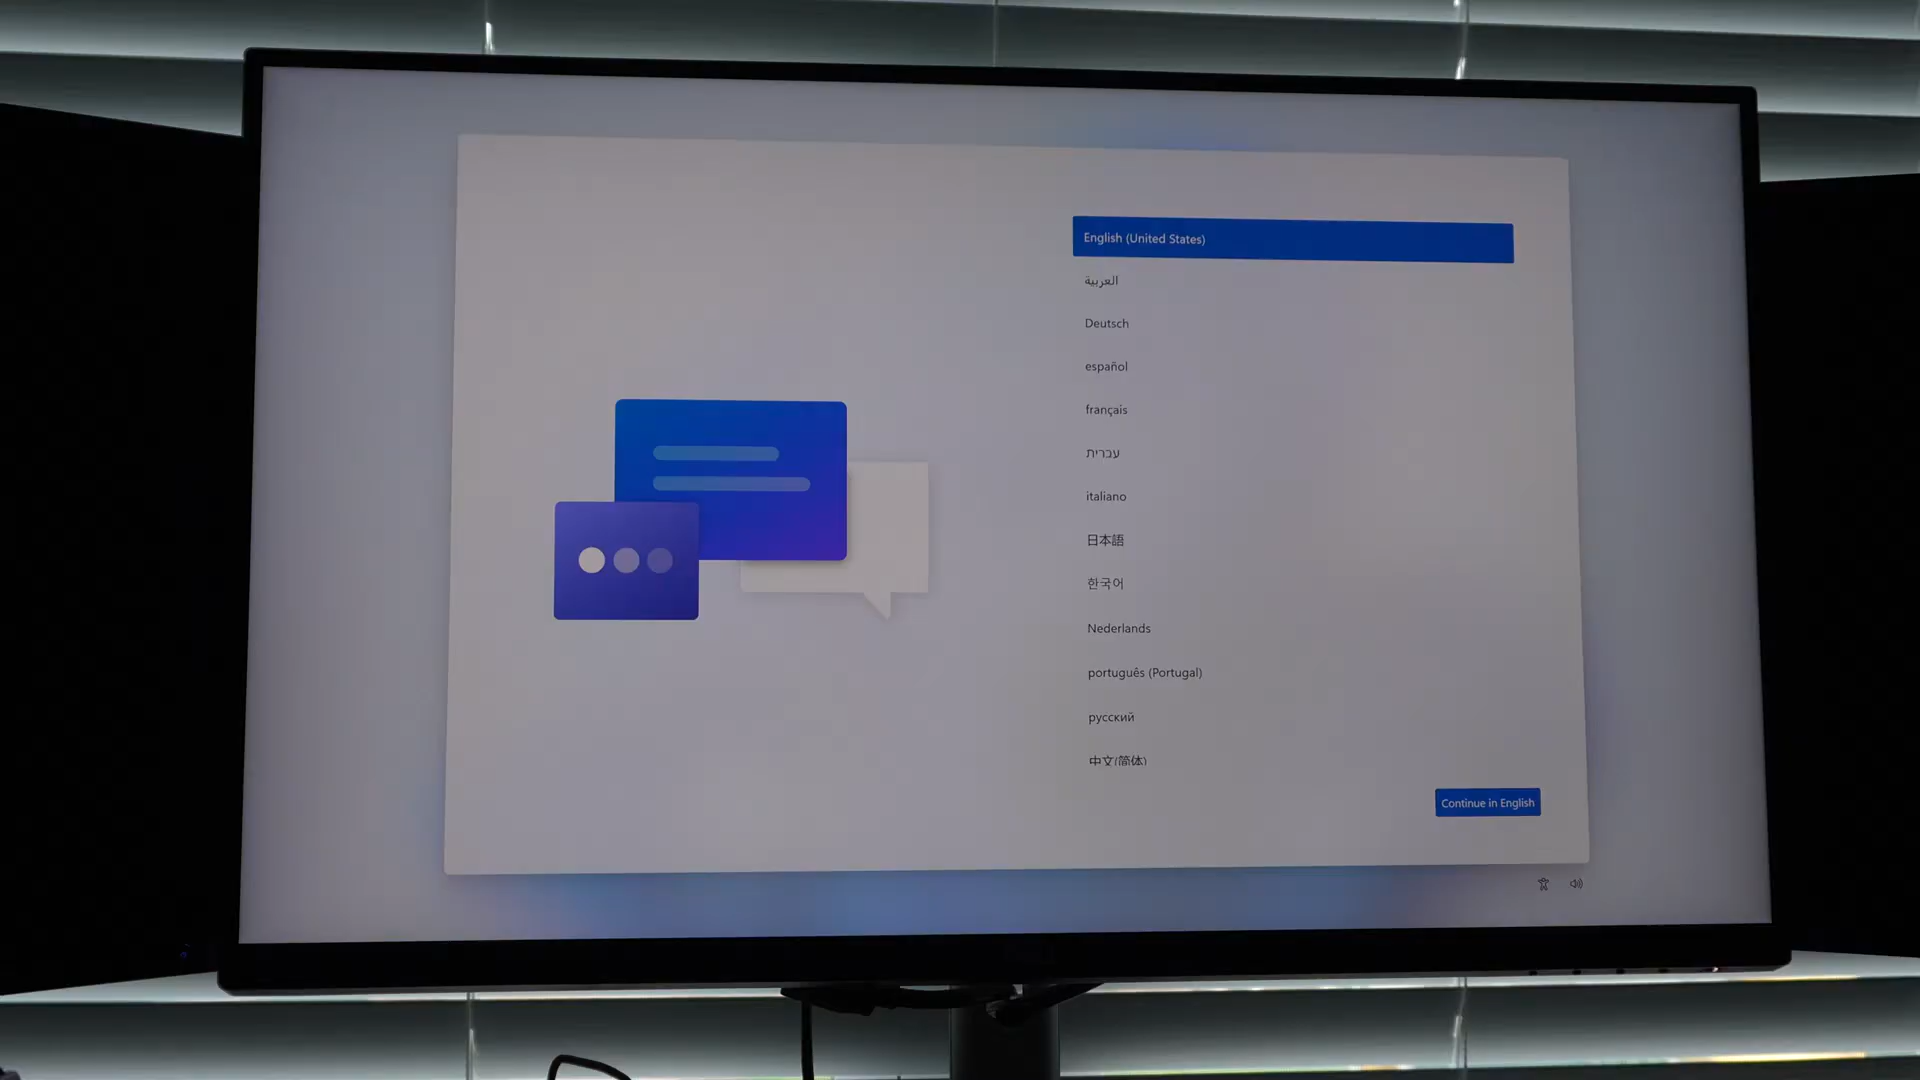 English (United States)
العربية
Deutsch
español
français
עברית
italiano
日本語
한국어
Nederlands
português (Portugal)
русский
中文(简体)
Continue in English